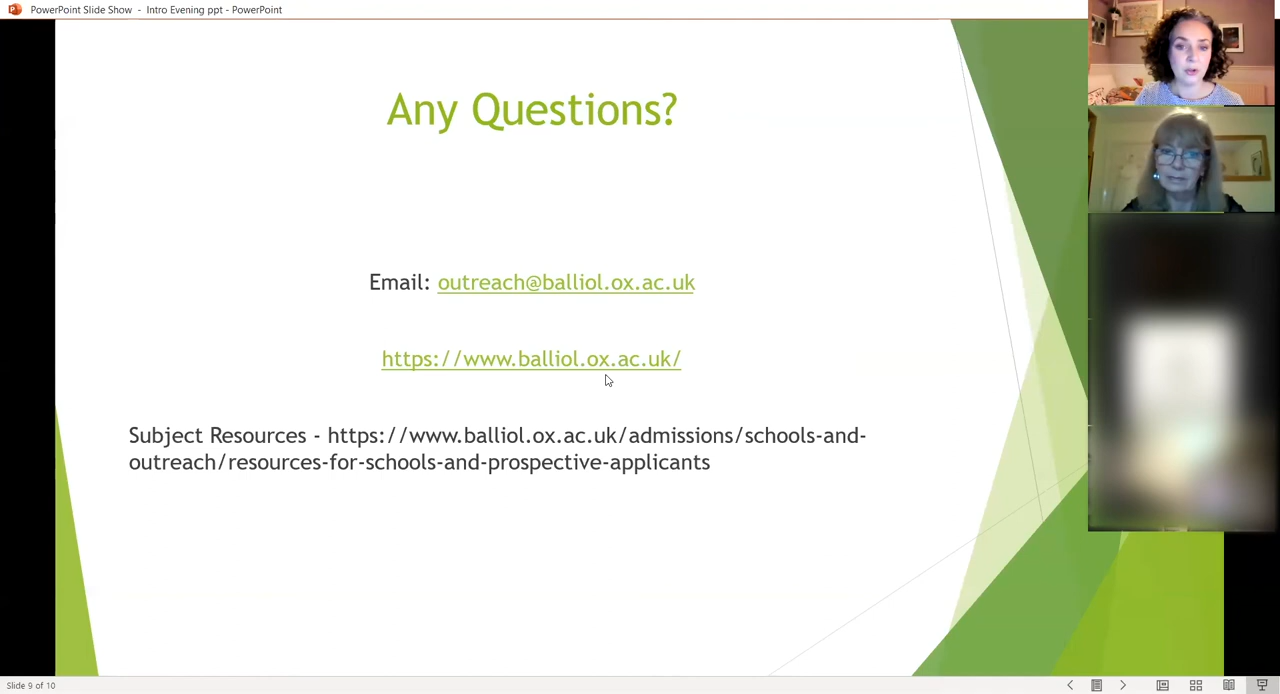 PowerPoint Slide Show - Intro Evening ppt - PowerPoint
Any Questions?
Email: outreach@balliol.ox.ac.uk
https://www.balliol.ox.ac.uk/
Subject Resources - https://www.balliol.ox.ac.uk/admissions/schools-and-
outreach/resources-for-schools-and-prospective-applicants
Slide 9 of 10